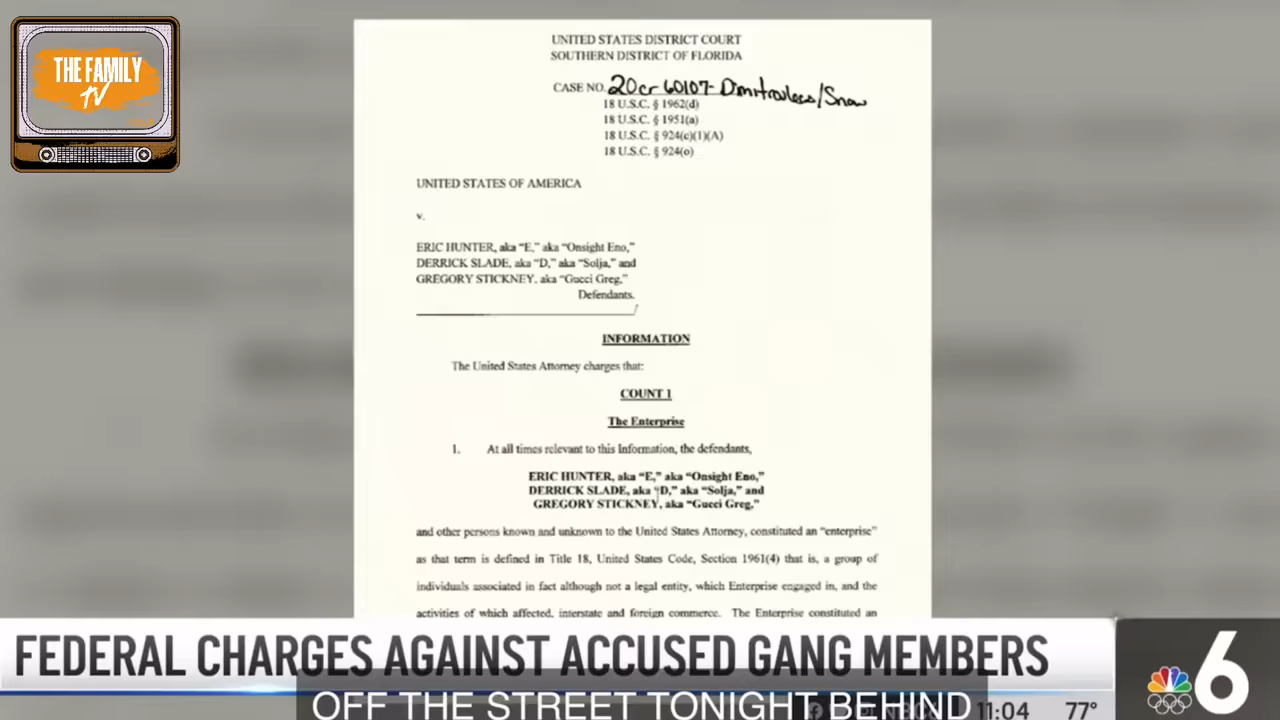 THE FAMILY
TV
UNITED STATES DISTRICT COURT
SOUTHERN DISTRICT OF FLORIDA
CASE NO. 20cr 60107-Dimitrouleas/Snow
18 U.S.C. § 1962(d)
18 U.S.C. § 1951(a)
18 U.S.C. § 924(c)(1)(A)
18 U.S.C. § 924(o)
UNITED STATES OF AMERICA
v.
ERIC HUNTER, aka "E," aka "Onsight Eno,"
DERRICK SLADE, aka "D," aka "Solja," and
GREGORY STICKNEY, aka "Gucci Greg,"
Defendants.
/
INFORMATION
The United States Attorney charges that:
COUNT 1
The Enterprise
1. At all times relevant to this Information, the defendants,
ERIC HUNTER, aka "E," aka "Onsight Eno,"
DERRICK SLADE, aka "D," aka "Solja," and
GREGORY STICKNEY, aka "Gucci Greg,"
and other persons known and unknown to the United States Attorney, constituted an "enterprise"
as that term is defined in Title 18, United States Code, Section 1961(4) that is, a group of
individuals associated in fact although not a legal entity, which Enterprise engaged in, and the
activities of which affected, interstate and foreign commerce. The Enterprise constituted an
FEDERAL CHARGES AGAINST ACCUSED GANG MEMBERS
6
OFF THE STREET TONIGHT BEHIND
11:04 77°